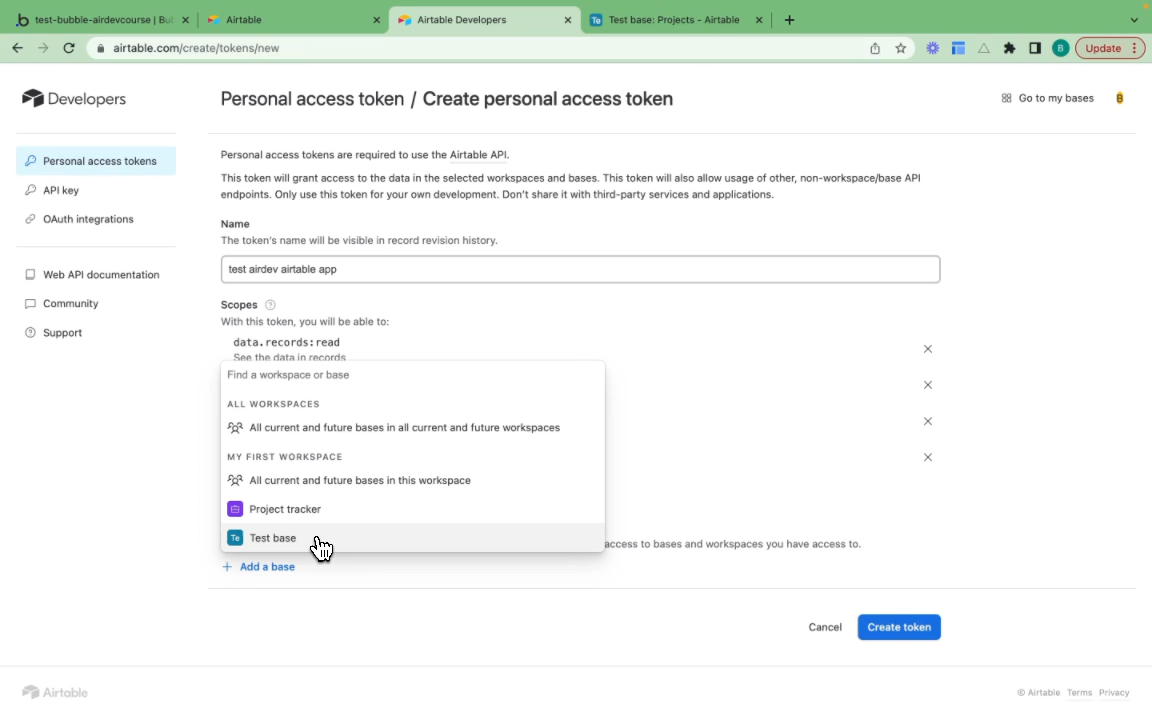 test-bubble-airdevcourse | Bub
Airtable
Airtable Developers
Test base: Projects - Airtable
airtable.com/create/tokens/new
B
Update
Developers
Personal access token / Create personal access token
Go to my bases
B
Personal access tokens
API key
OAuth integrations
Web API documentation
Community
Support
Personal access tokens are required to use the Airtable API.
This token will grant access to the data in the selected workspaces and bases. This token will also allow usage of other, non-workspace/base API
endpoints. Only use this token for your own development. Don't share it with third-party services and applications.
Name
The token's name will be visible in record revision history.
test airdev airtable app
Scopes
With this token, you will be able to:
data.records:read
See the data in records
Find a workspace or base
ALL WORKSPACES
All current and future bases in all current and future workspaces
MY FIRST WORKSPACE
All current and future bases in this workspace
Project tracker
Te Test base
access to bases and workspaces you have access to.
+ Add a base
Cancel
Create token
Airtable
© Airtable Terms Privacy